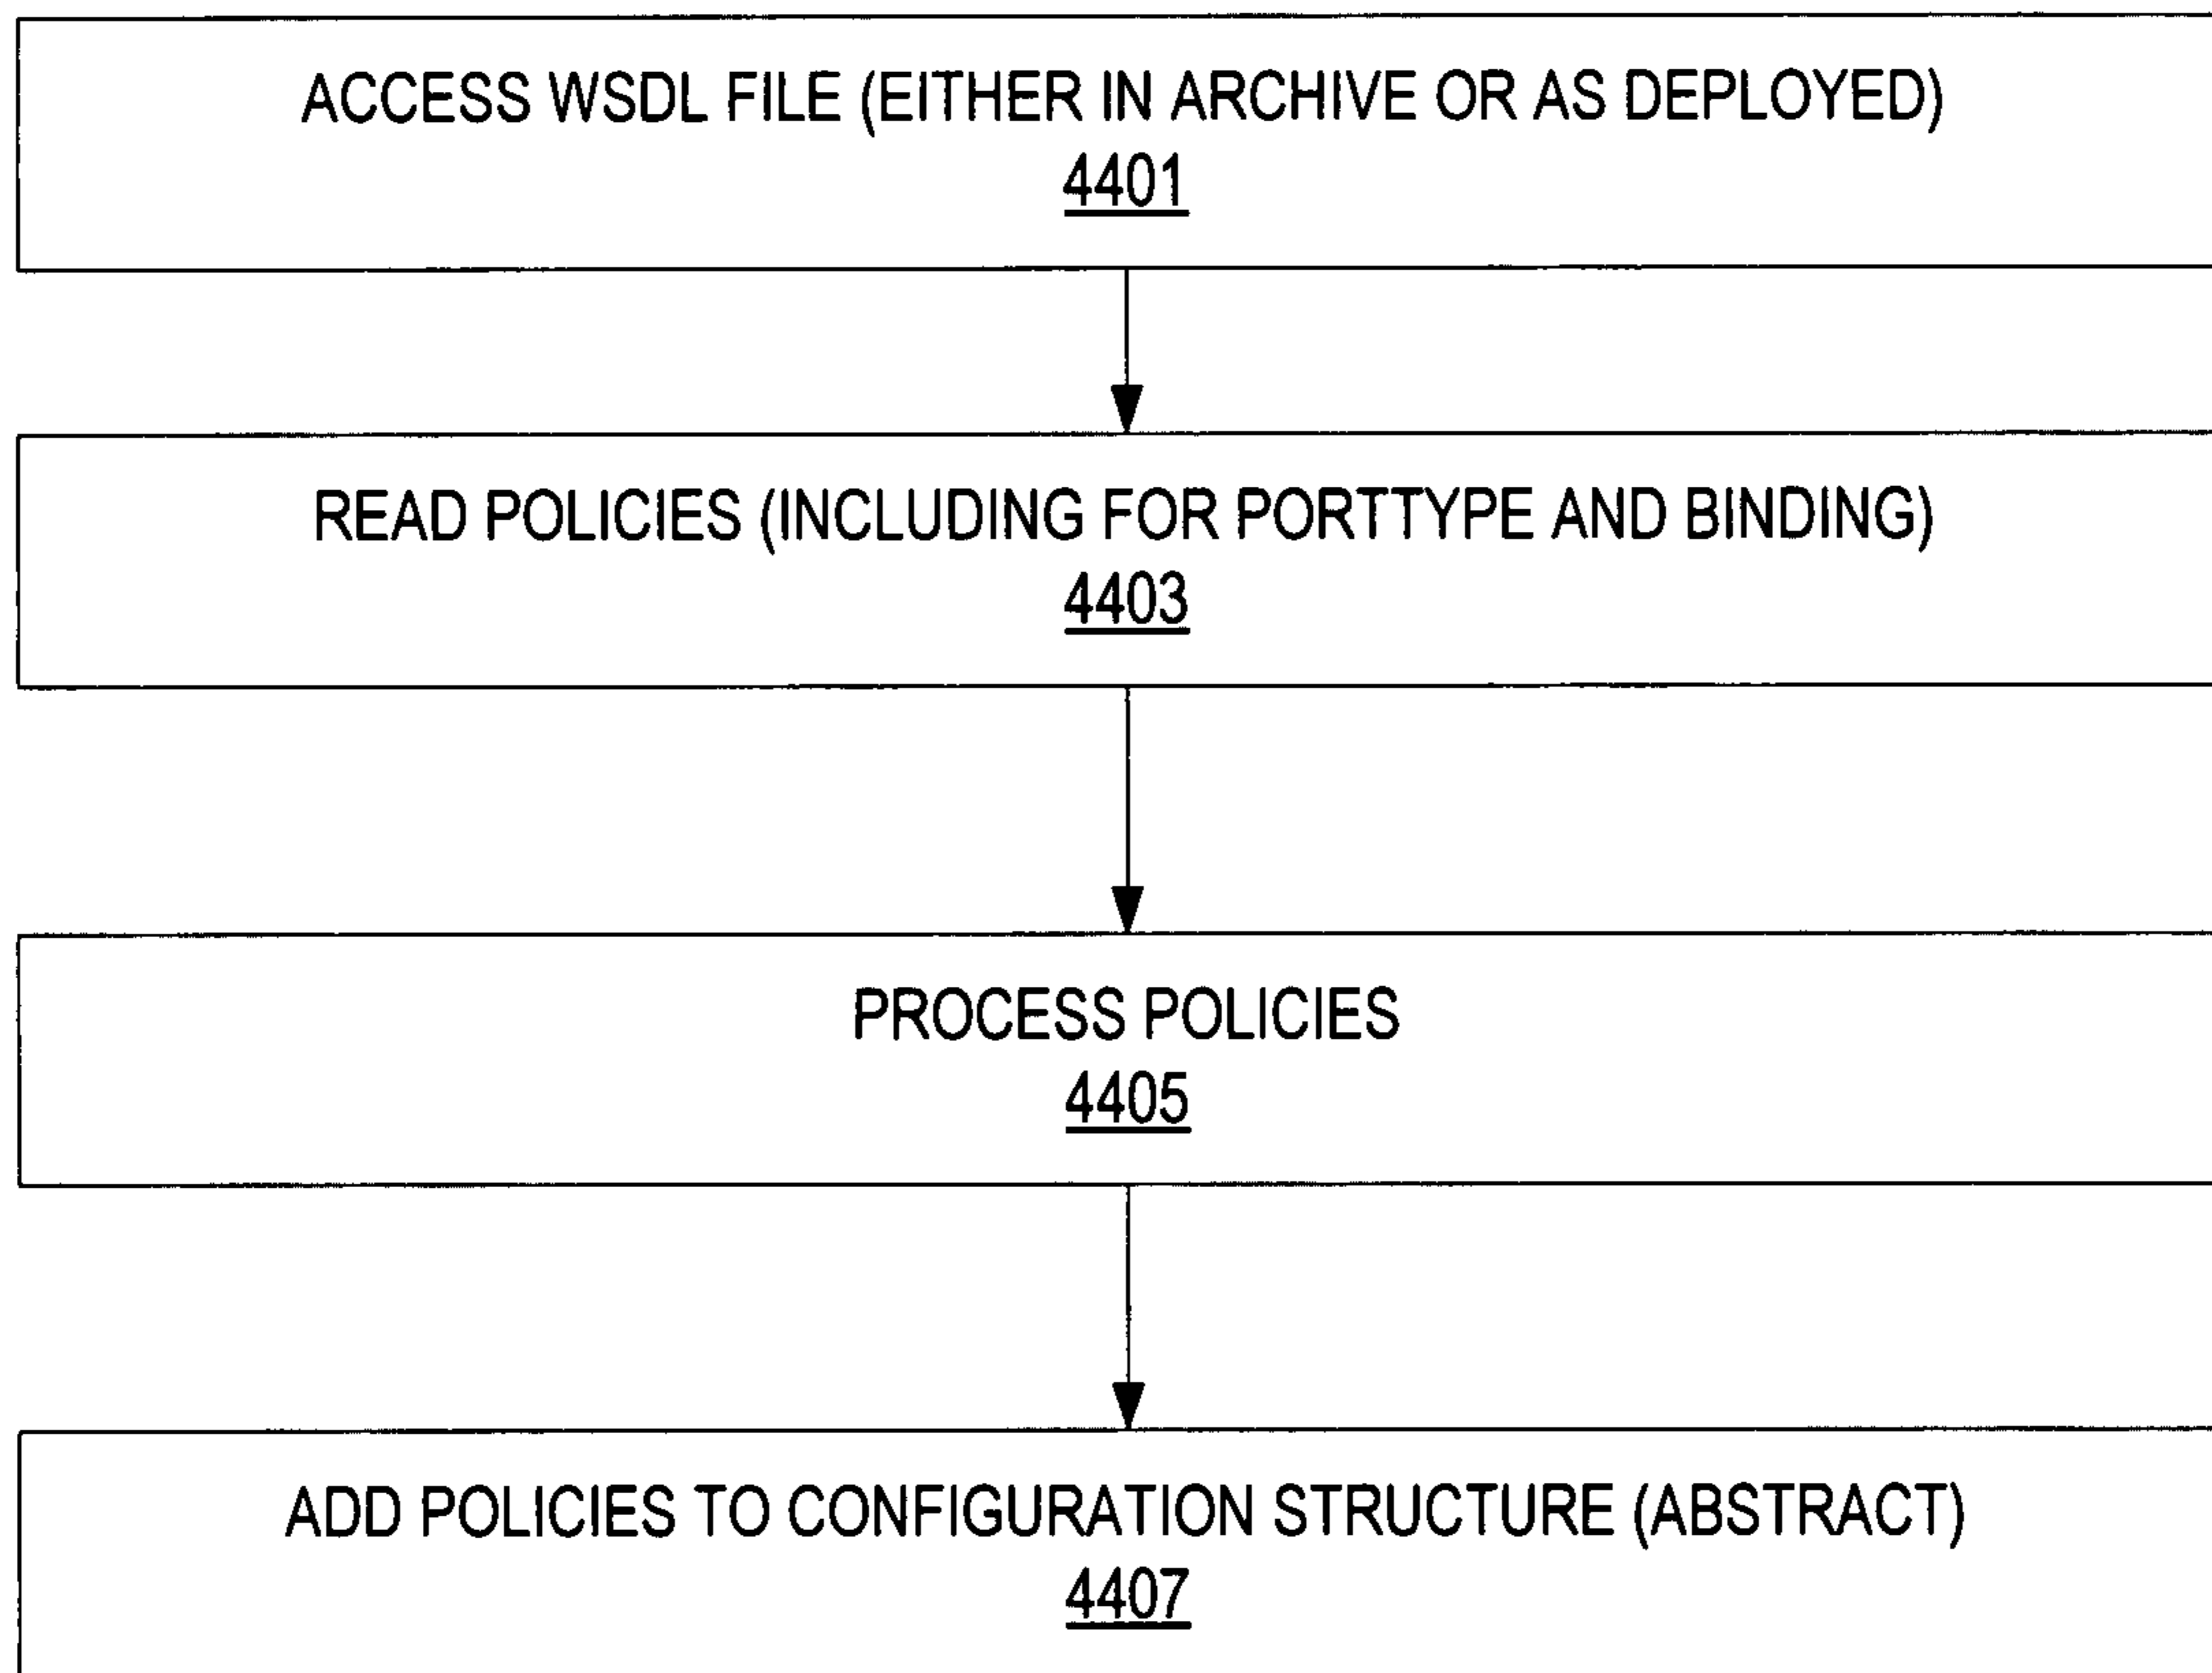 ACCESS WSDL FILE (EITHER IN ARCHIVE OR AS DEPLOYED)
4401
READ POLICIES (INCLUDING FOR PORTTYPE AND BINDING)
4403
PROCESS POLICIES
4405
ADD POLICIES TO CONFIGURATION STRUCTURE (ABSTRACT)
4407